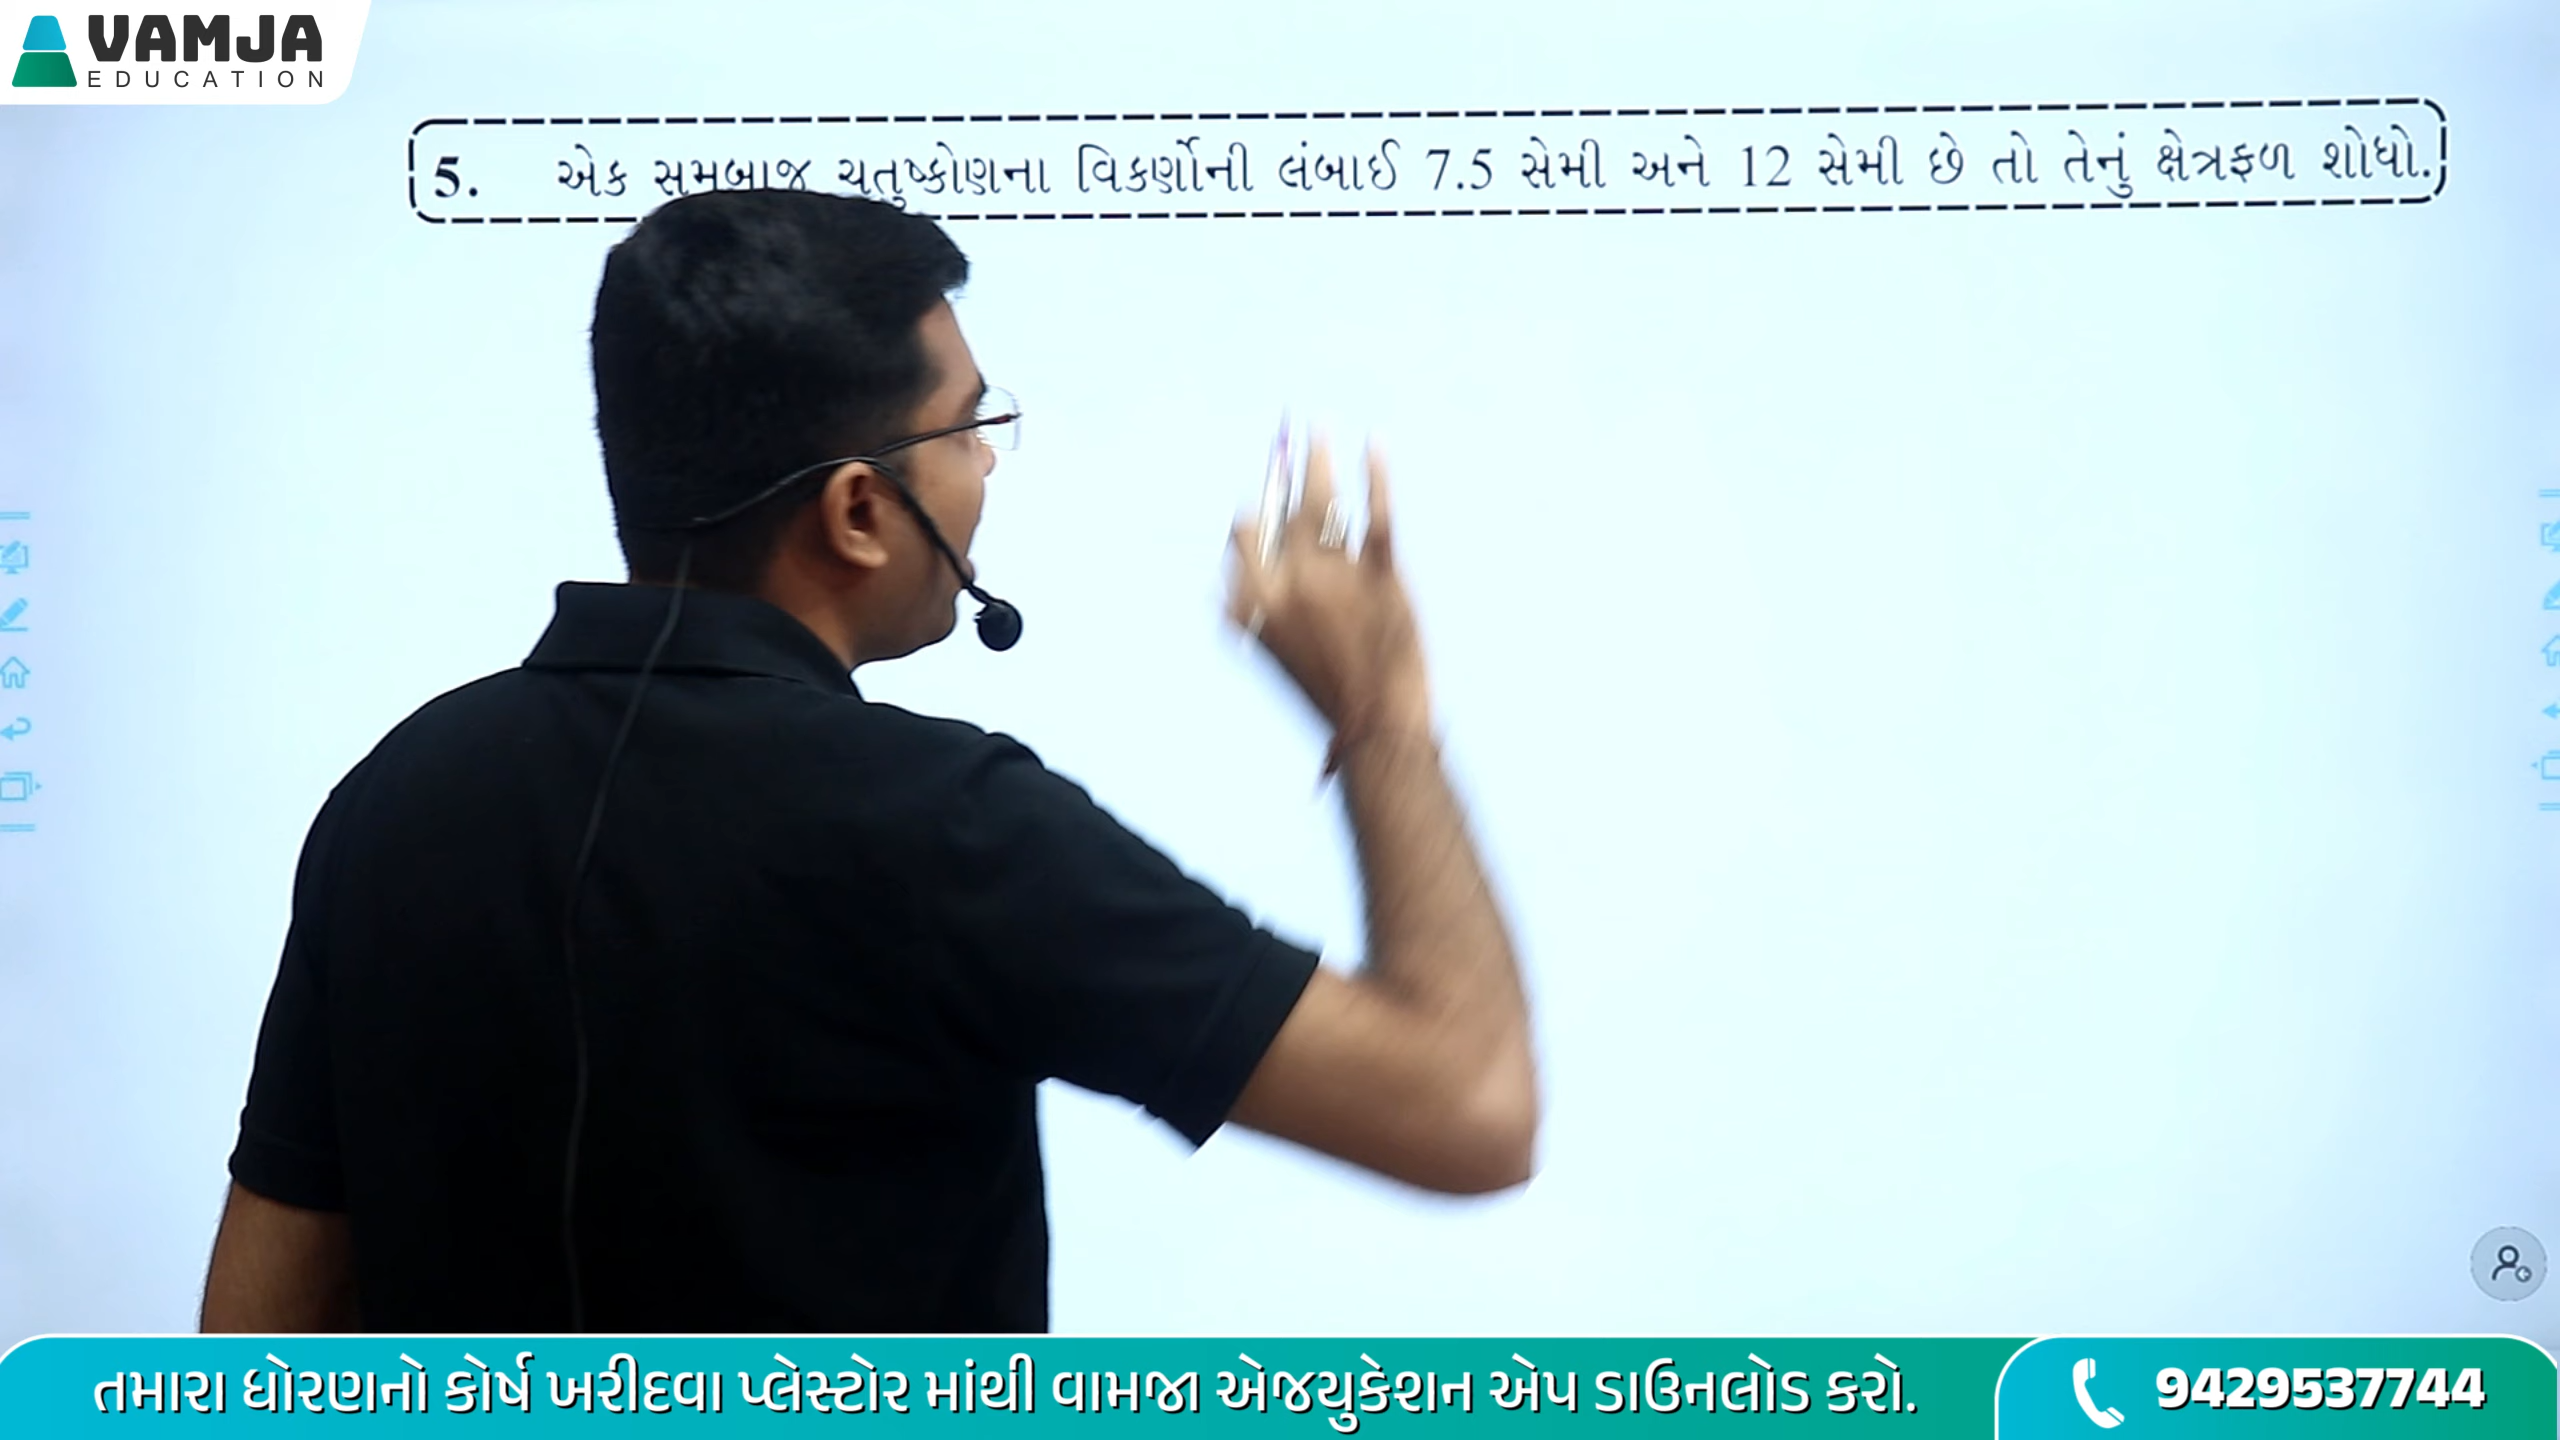 VAMJA
EDUCATION
5. એક સમબાજુ ચતુષ્કોણના વિકર્ણોની લંબાઈ 7.5 સેમી અને 12 સેમી છે તો તેનું ક્ષેત્રફળ શોધો.
તમારા ધોરણનો કોર્ષ ખરીદવા પ્લેસ્ટોર માંથી વામજા એજયુકેશન એપ ડાઉનલોડ કરો.
9429537744